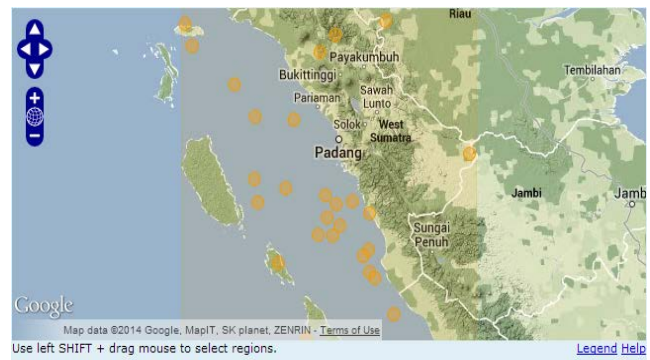 Riau
Payakumbuh
Tembilahan
Bukittinggi
Pariaman
Sawah
Lunto
Solok
West
Sumatra
Padang
Jambi
Jamb
Sungai
Penuh
Google
Map data ©2014 Google, MapIT, SK planet, ZENRIN - Terms of Use
Use left SHIFT + drag mouse to select regions.
Legend Help